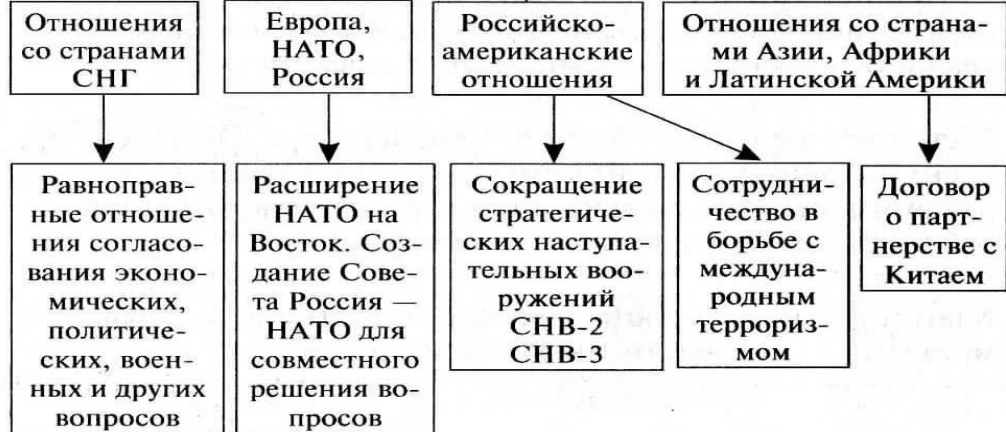 Отношения
со странами
СНГ
Европа,
НАТО,
Россия
Российско-
американские
отношения
Отношения со страна-
ми Азии, Африки
и Латинской Америки
Равноправ-
ные отноше-
ния согласо-
вания эконо-
мических,
политиче-
ских, воен-
ных и других
вопросов
Расширение
НАТО на
Восток. Соз-
дание Сове-
та Россия —
НАТО для
совместного
решения во-
просов
Сокращение
стратегиче-
ских наступа-
тельных воо-
ружений
СНВ-2
СНВ-3
Сотрудни-
чество в
борьбе с
междуна-
родным
террориз-
мом
Договор
о парт-
нерстве с
Китаем